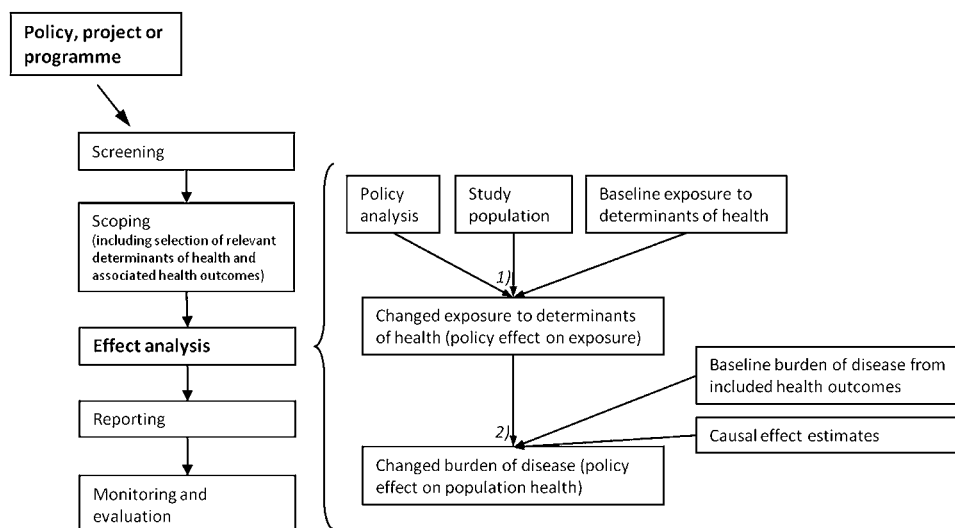 Policy, project or
programme
Screening
Scoping
(including selection of relevant
determinants of health and
associated health outcomes)
Effect analysis
Reporting
Monitoring and
evaluation
Policy
analysis
Study
population
Baseline exposure to
determinants of health
1)
Changed exposure to determinants
of health (policy effect on exposure)
Baseline burden of disease from
included health outcomes
2)
Causal effect estimates
Changed burden of disease (policy
effect on population health)